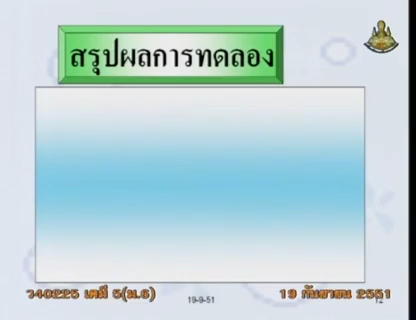 สรุปผลการทดลอง
ว40225 เคมี 5(ม.6)
19-9-51
19 กันยายน 2551
12